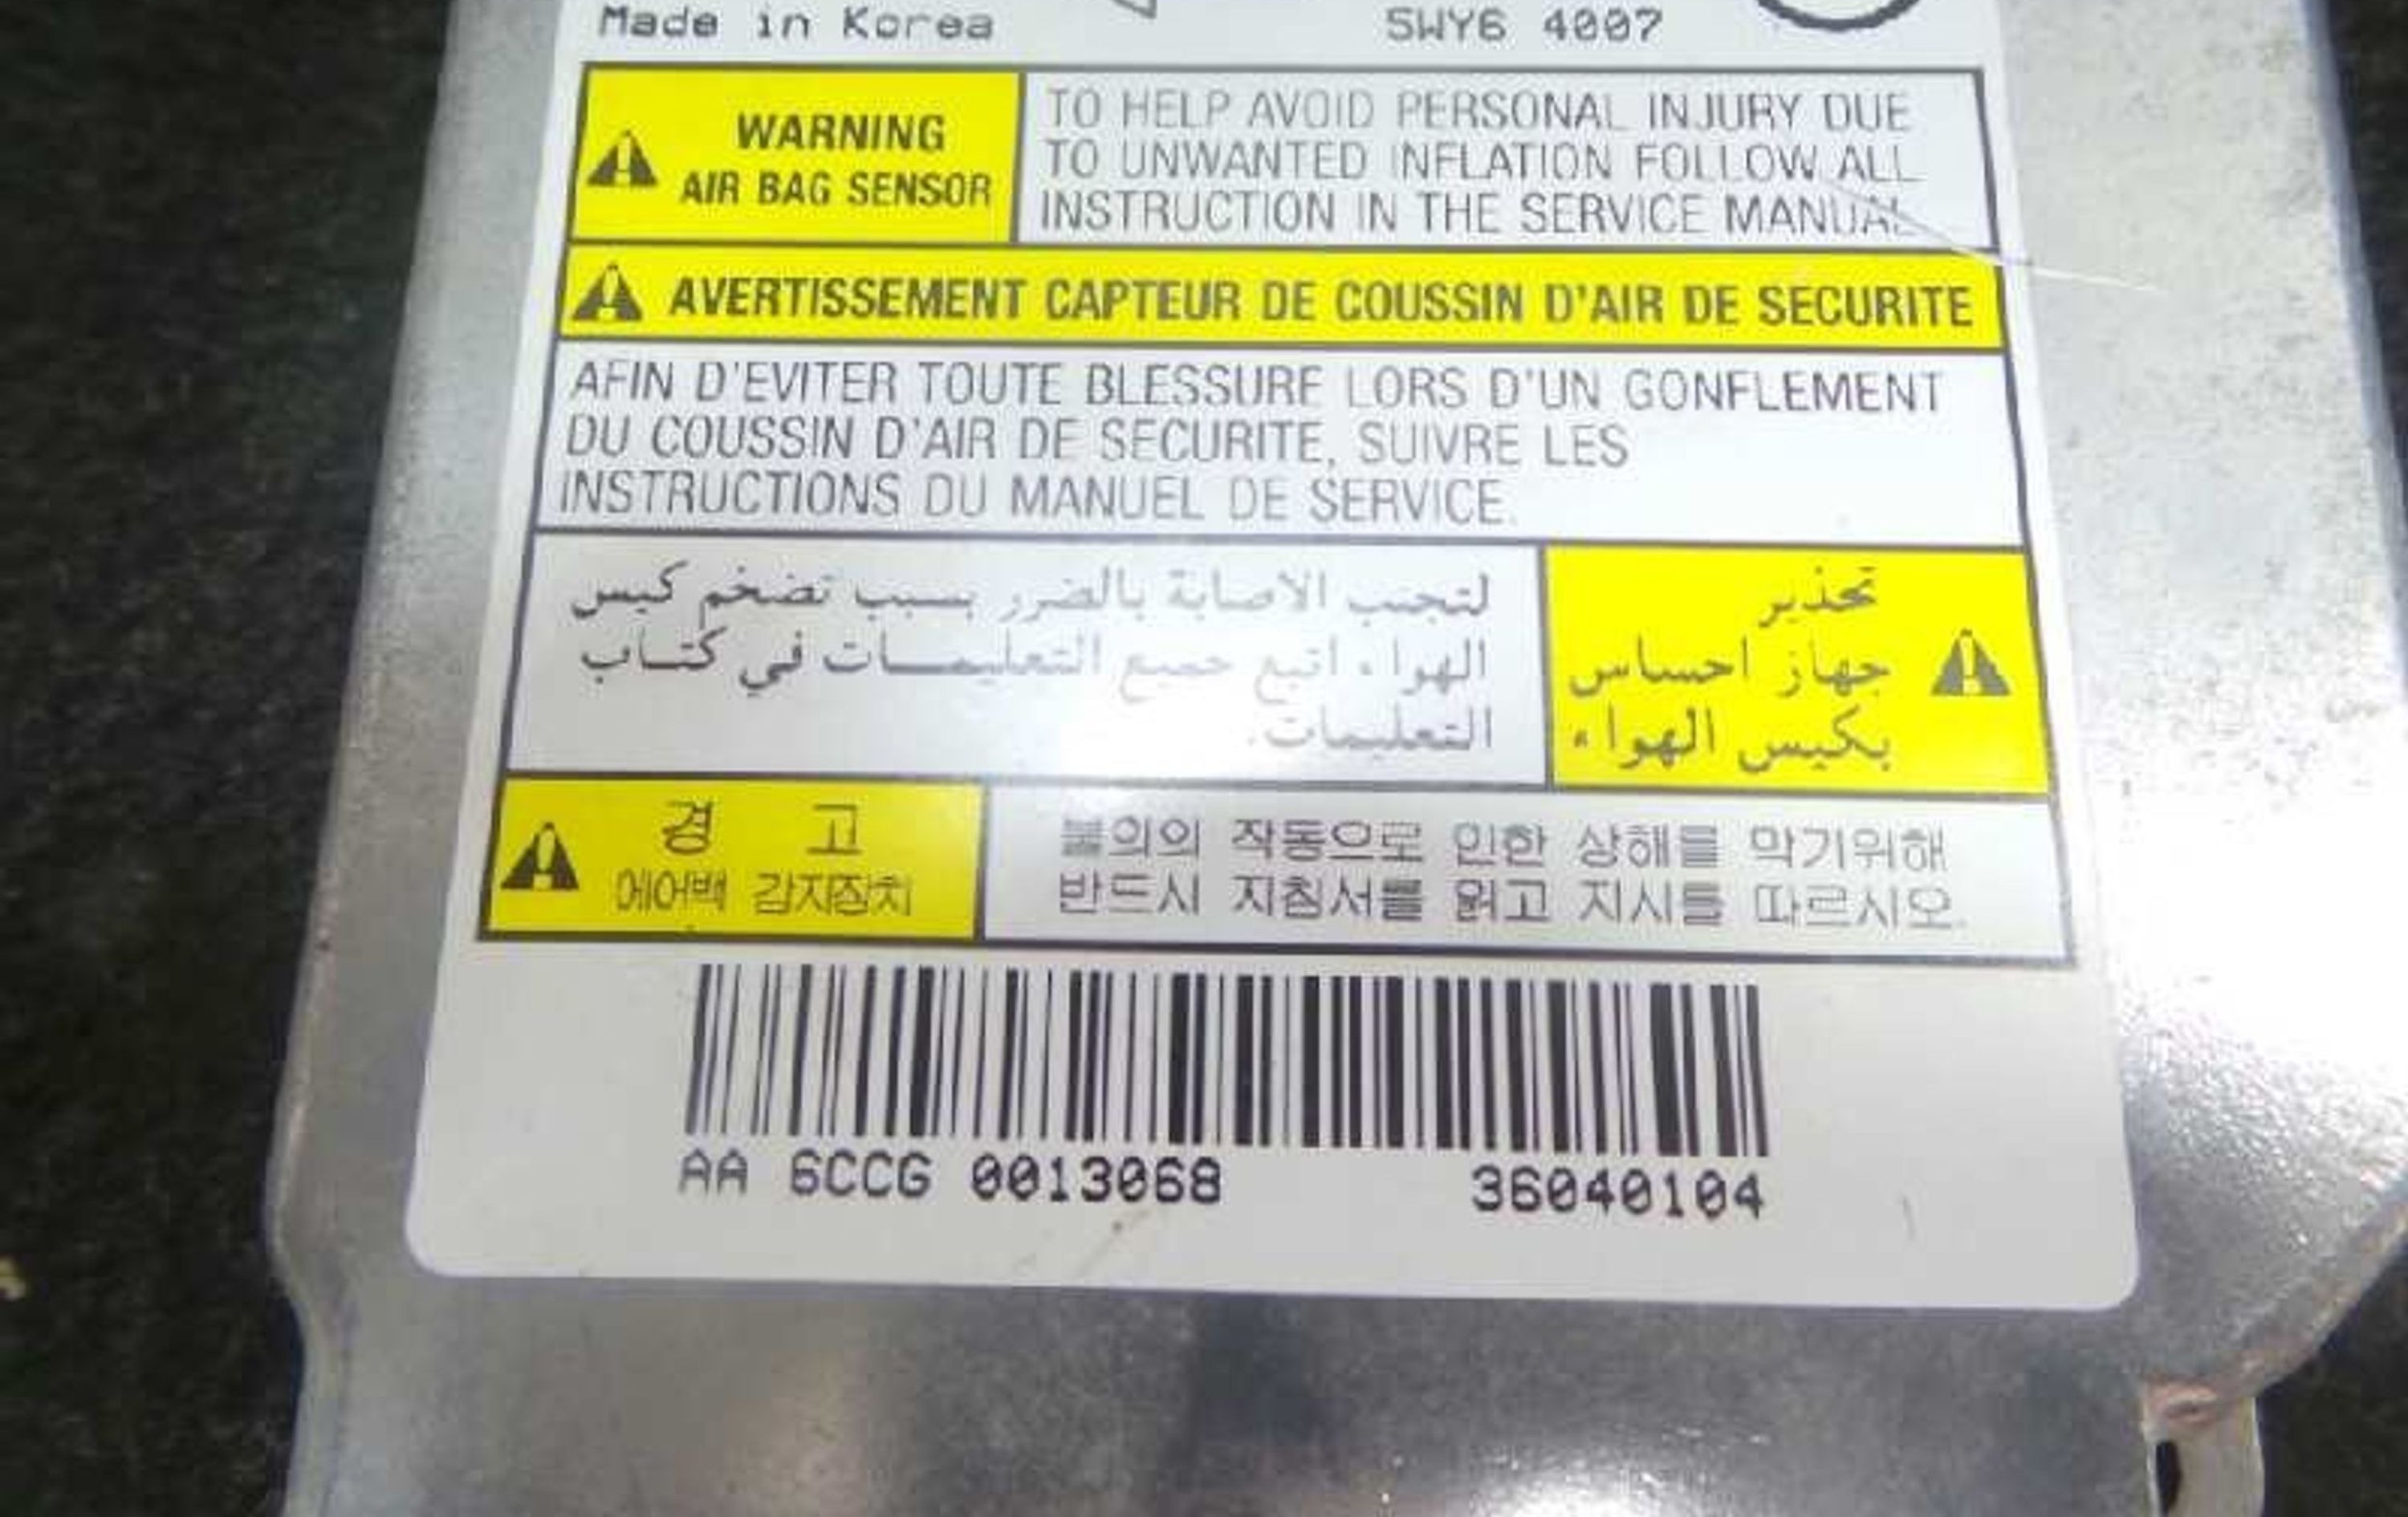 Made in Korea
5WY6 4007
WARNING
AIR BAG SENSOR
TO HELP AVOID PERSONAL INJURY DUE
TO UNWANTED INFLATION FOLLOW ALL
INSTRUCTION IN THE SERVICE MANUAL
AVERTISSEMENT CAPTEUR DE COUSSIN D'AIR DE SECURITE
AFIN D'EVITER TOUTE BLESSURE LORS D'UN GONFLEMENT
DU COUSSIN D'AIR DE SECURITE, SUIVRE LES
INSTRUCTIONS DU MANUEL DE SERVICE.
تحذير
جهاز احساس
بكيس الهواء
لتجنب الاصابة بالضرر بسبب تضخم كيس
الهواء اتبع جميع التعليمــات في كتــاب
التعليمات.
경 고
에어백 감지장치
불의의 작동으로 인한 상해를 막기위해
반드시 지침서를 읽고 지시를 따르시오.
AA 6CCG 0013068
36040104